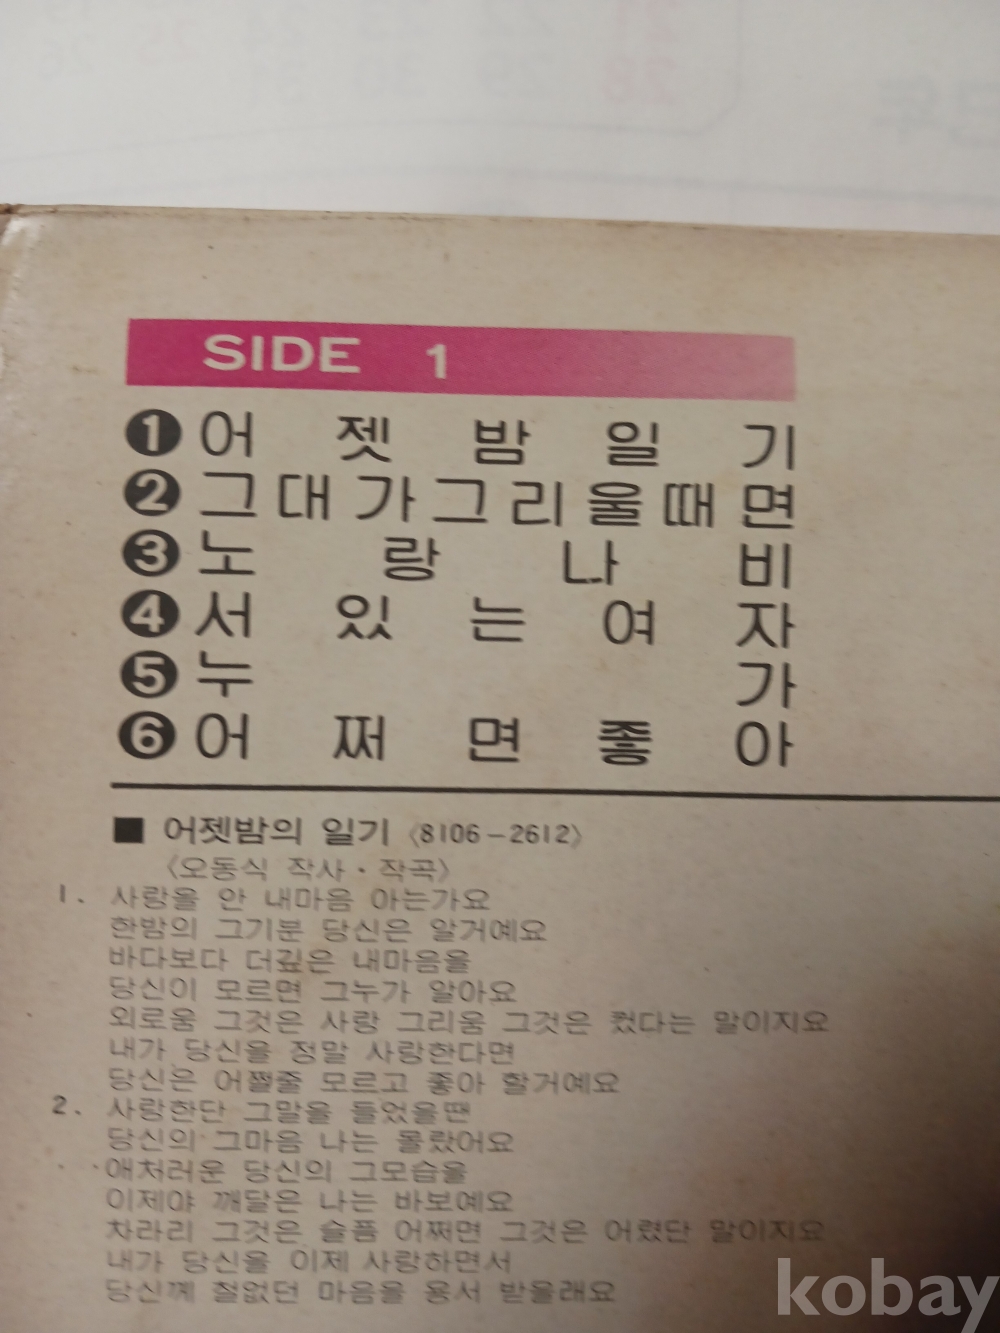 21 22 23 24 25 26
28 29 30 31
SIDE 1
❶ 어젯밤일기
❷ 그대가그리울때면
❸ 노랑나비
❹ 서있는여자
❺ 누가
❻ 어쩌면좋아
■ 어젯밤의 일기 〈8106-2612〉
〈오동식 작사·작곡〉
1. 사랑을 안 내마음 아는가요
한밤의 그기분 당신은 알거예요
바다보다 더깊은 내마음을
당신이 모르면 그누가 알아요
외로움 그것은 사랑 그리움 그것은 컸다는 말이지요
내가 당신을 정말 사랑한다면
당신은 어쩔줄 모르고 좋아 할거예요
2. 사랑한단 그말을 들었을땐
당신의 그마음 나는 몰랐어요
애처러운 당신의 그모습을
이제야 깨달은 나는 바보예요
차라리 그것은 슬픔 어쩌면 그것은 어렸단 말이지요
내가 당신을 이제 사랑하면서
당신께 철없던 마음을 용서 받을래요
kobay